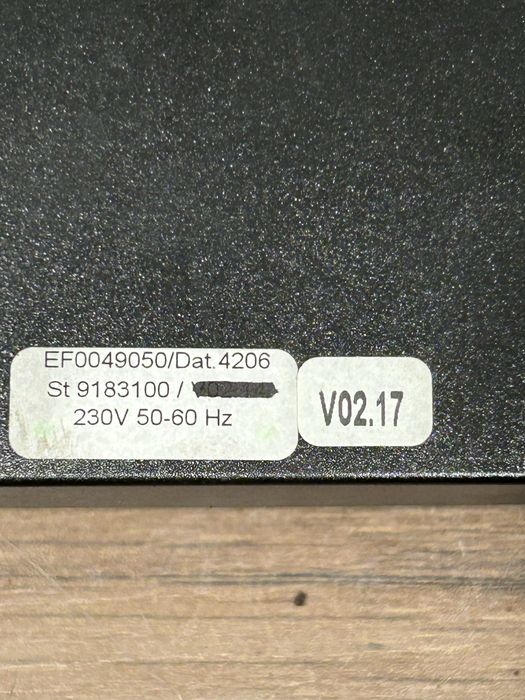 EF0049050/Dat.4206
St 9183100 /
230V 50-60 Hz
V02.17